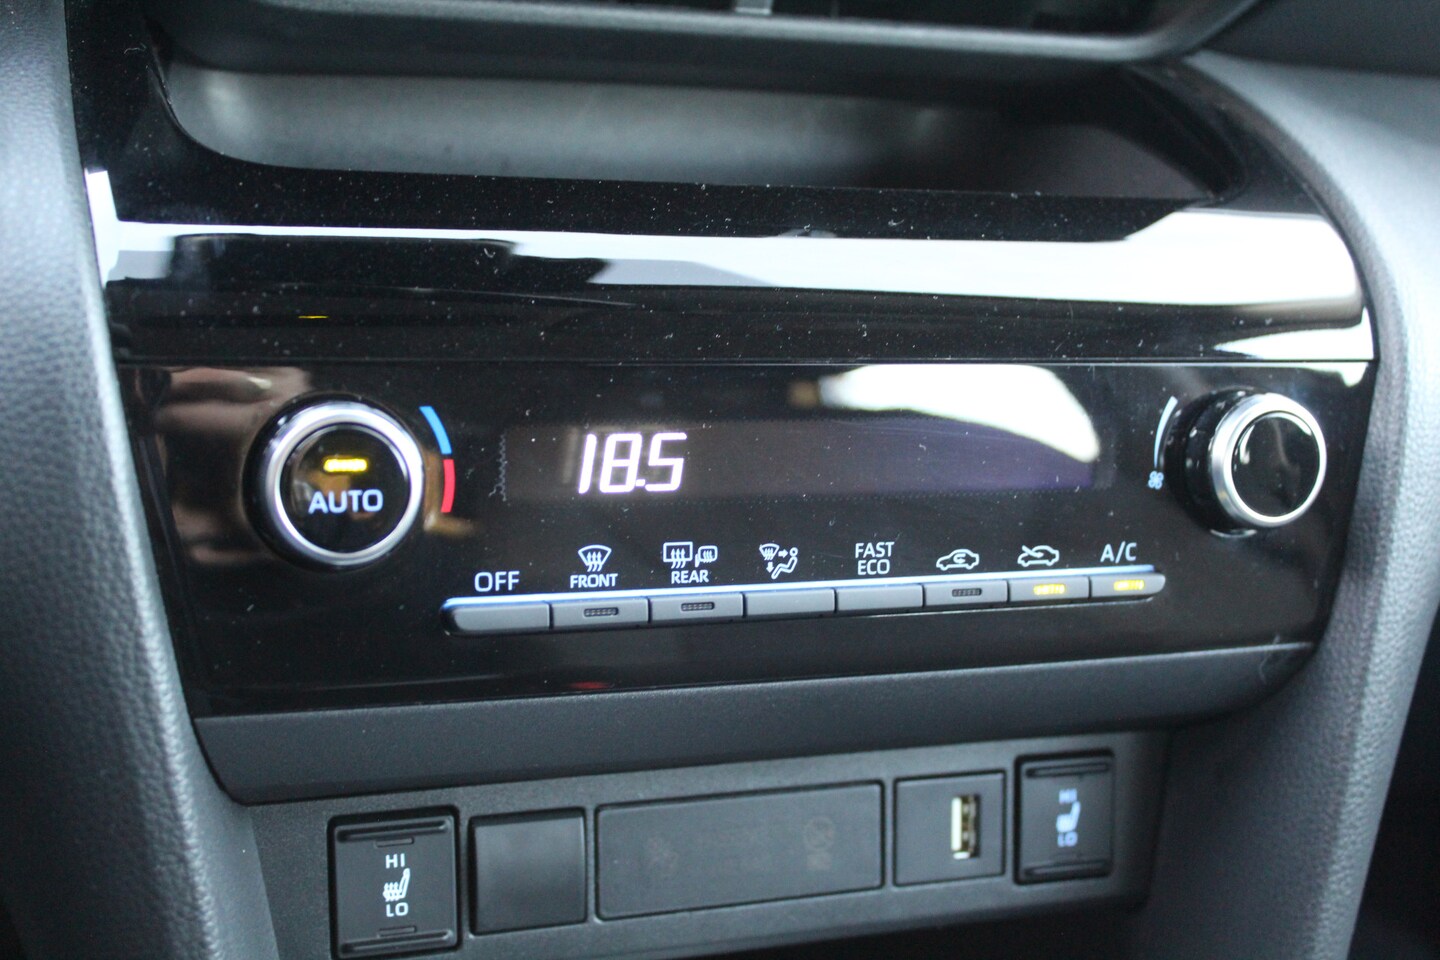 18.5
AUTO
OFF
FRONT
REAR
FAST
ECO
A/C
HI
LO
HI
LO